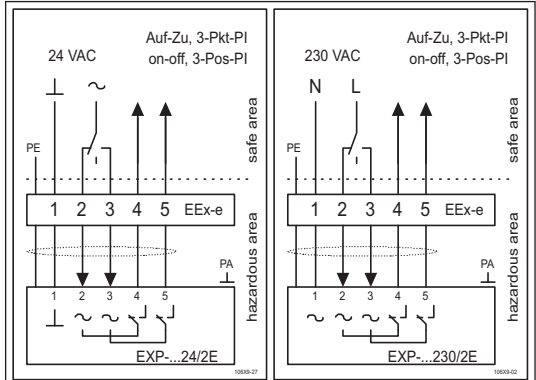 Auf-Zu, 3-Pkt-PI
24 VAC
on-off, 3-Pos-PI
⊥ ~
PE
safe area
1 2 3 4 5 EEx-e
hazardous area
PA
1 2 3 4 5
⊥ ~ ~
EXP-...24/2E
106X9-27
Auf-Zu, 3-Pkt-PI
230 VAC
on-off, 3-Pos-PI
N L
PE
safe area
1 2 3 4 5 EEx-e
hazardous area
PA
1 2 3 4 5
~ ~ ~
EXP-...230/2E
106X9-02